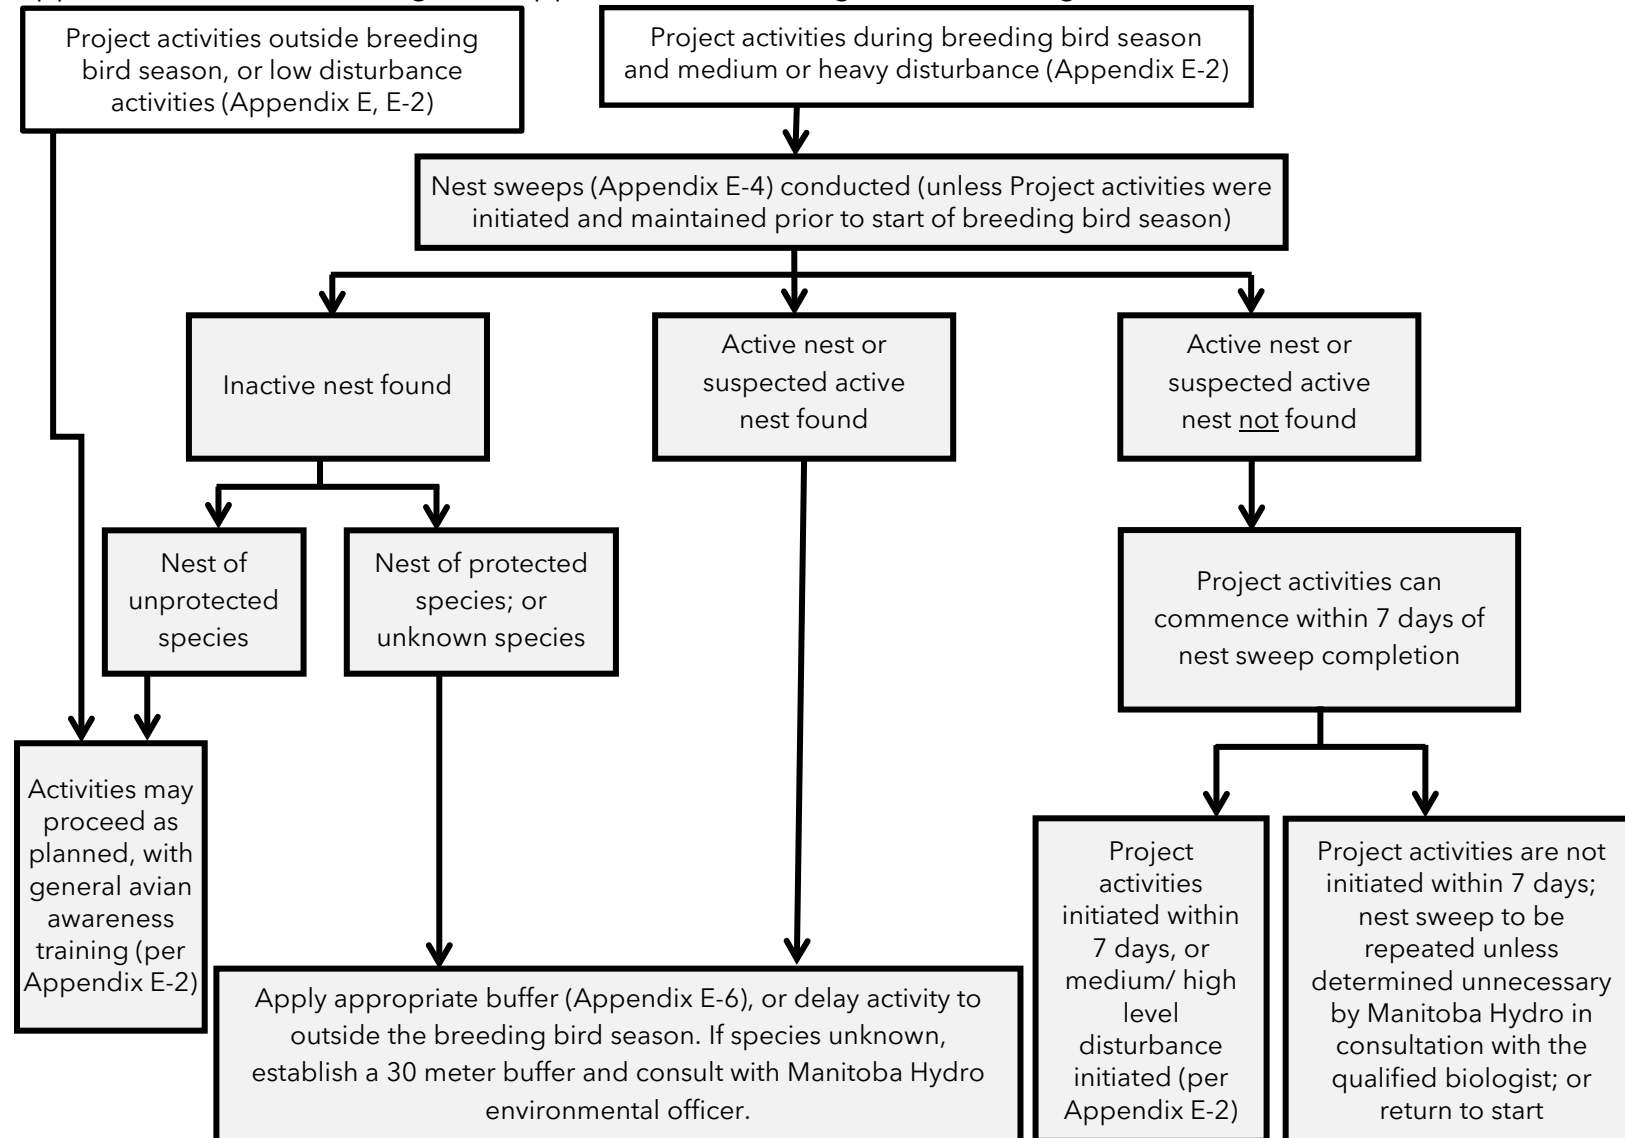 Project activities outside breeding
bird season, or low disturbance
activities (Appendix E, E-2)
Project activities during breeding bird season
and medium or heavy disturbance (Appendix E-2)
Nest sweeps (Appendix E-4) conducted (unless Project activities were
initiated and maintained prior to start of breeding bird season)
Inactive nest found
Active nest or
suspected active
nest found
Active nest or
suspected active
nest not found
Nest of
unprotected
species
Nest of protected
species; or
unknown species
Project activities can
commence within 7 days of
nest sweep completion
Activities may
proceed as
planned, with
general avian
awareness
training (per
Appendix E-2)
Apply appropriate buffer (Appendix E-6), or delay activity to
outside the breeding bird season. If species unknown,
establish a 30 meter buffer and consult with Manitoba Hydro
environmental officer.
Project
activities
initiated within
7 days, or
medium/ high
level
disturbance
initiated (per
Appendix E-2)
Project activities are not
initiated within 7 days;
nest sweep to be
repeated unless
determined unnecessary
by Manitoba Hydro in
consultation with the
qualified biologist; or
return to start